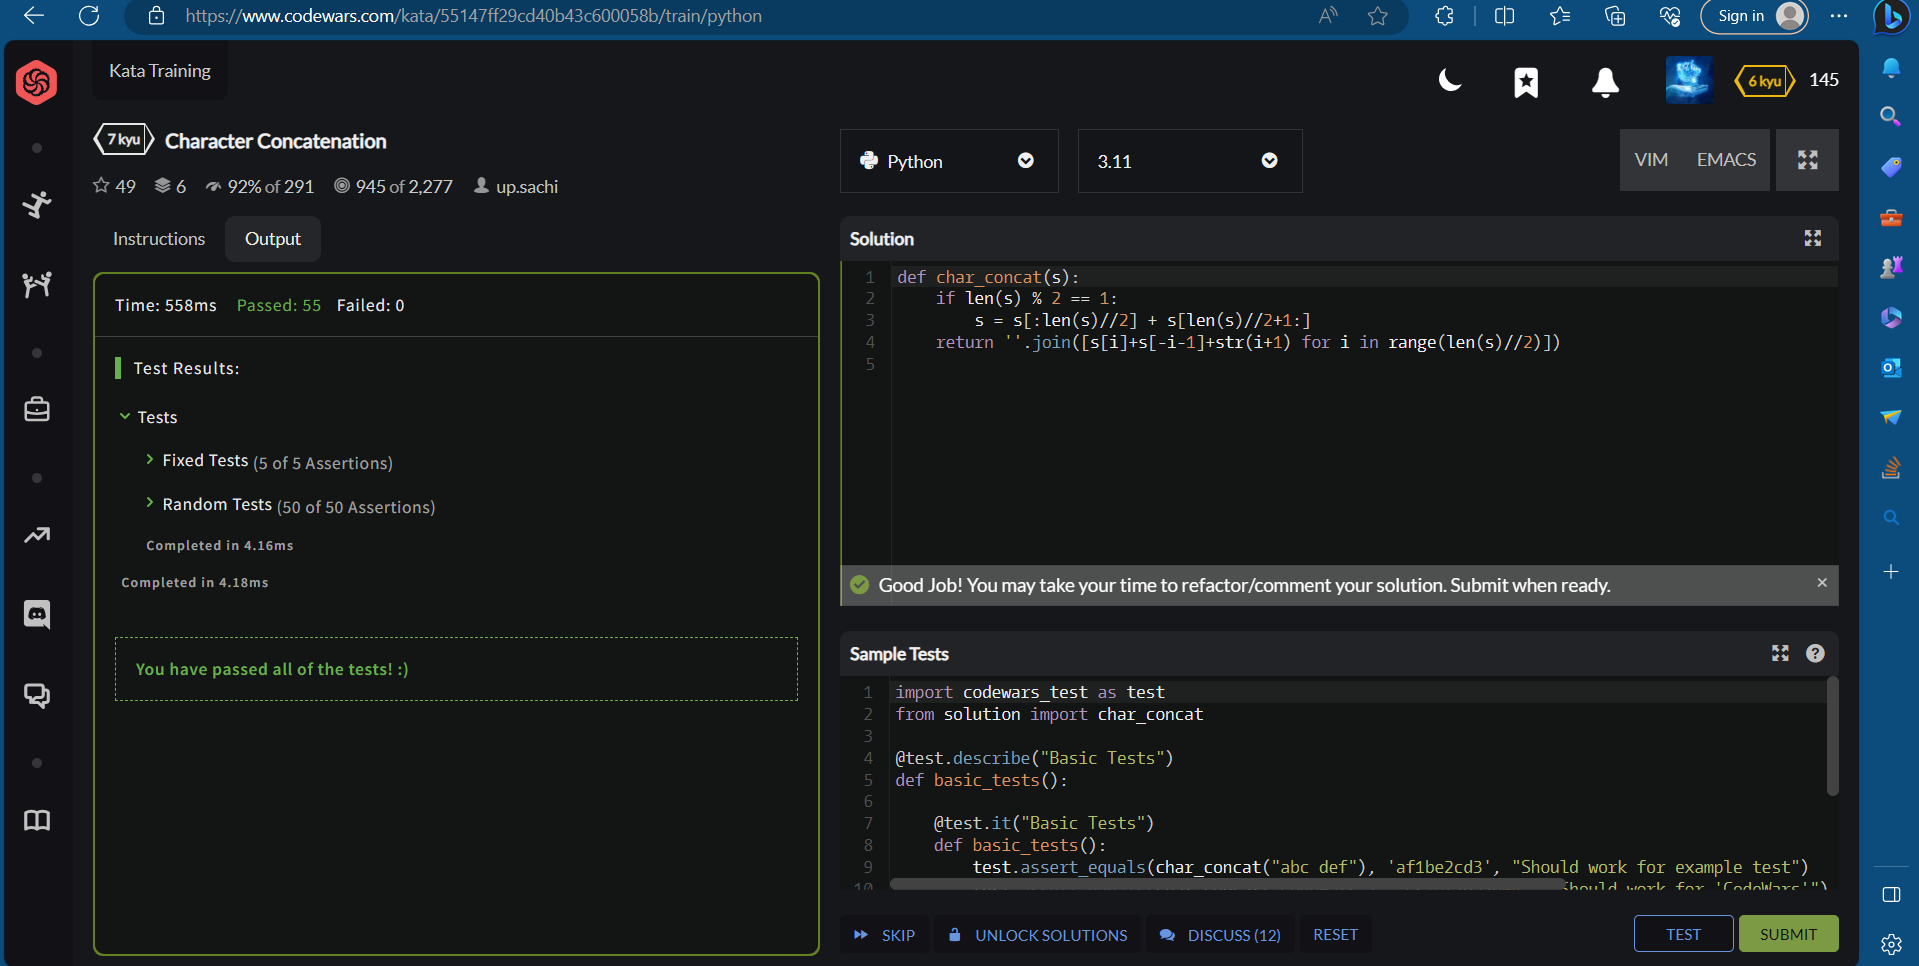 https://www.codewars.com/kata/55147ff29cd40b43c600058b/train/python
Sign in
Kata Training
6 kyu
145
7 kyu
Character Concatenation
49
6
92% of 291
945 of 2,277
up.sachi
Python
3.11
VIM
EMACS
Instructions
Output
Time: 558ms Passed: 55 Failed: 0
Test Results:
Tests
Fixed Tests (5 of 5 Assertions)
Random Tests (50 of 50 Assertions)
Completed in 4.16ms
Completed in 4.18ms
You have passed all of the tests! :)
Solution
1 def char_concat(s):
2     if len(s) % 2 == 1:
3         s = s[:len(s)//2] + s[len(s)//2+1:]
4     return ''.join([s[i]+s[-i-1]+str(i+1) for i in range(len(s)//2)])
5
Good Job! You may take your time to refactor/comment your solution. Submit when ready.
Sample Tests
1 import codewars_test as test
2 from solution import char_concat
3
4 @test.describe("Basic Tests")
5 def basic_tests():
6
7     @test.it("Basic Tests")
8     def basic_tests():
9         test.assert_equals(char_concat("abc def"), 'af1be2cd3', "Should work for example test")
10 Should work for 'CodeWars'")
SKIP
UNLOCK SOLUTIONS
DISCUSS (12)
RESET
TEST
SUBMIT